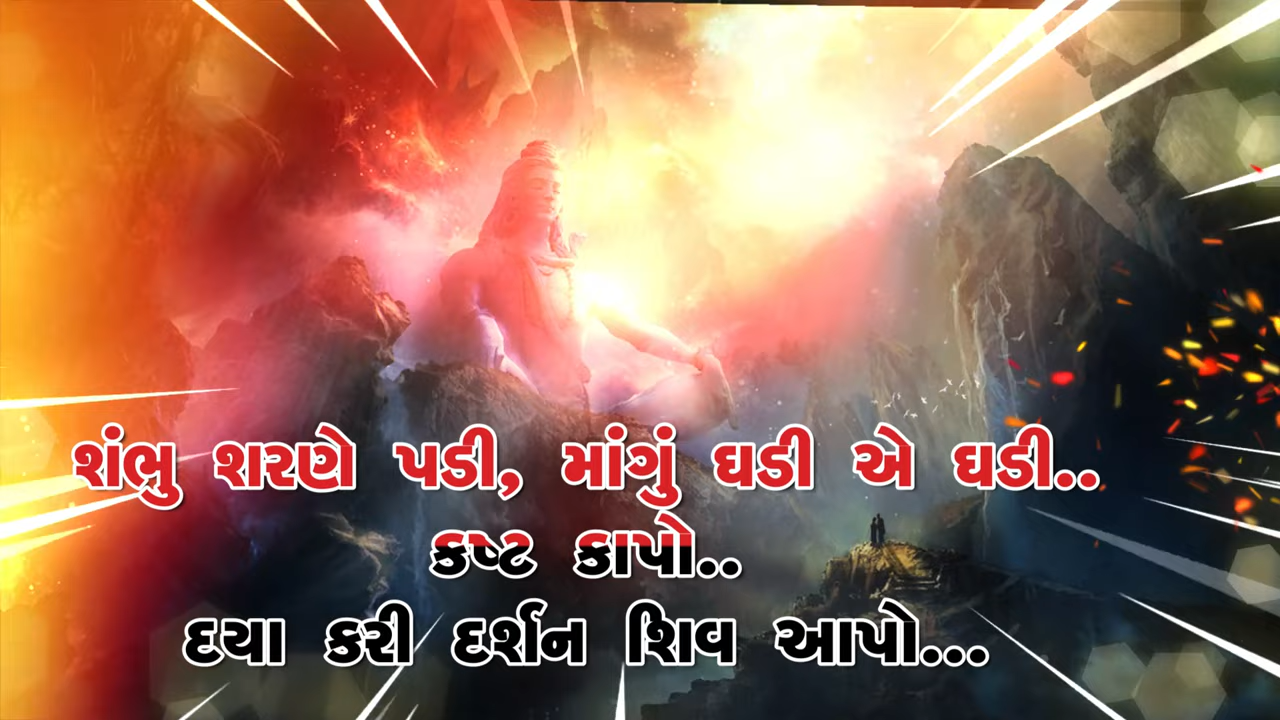 શંભુ શરણે પડી, માંગું ઘડી એ ઘડી..
કષ્ટ કાપો..
દયા કરી દર્શન શિવ આપો...